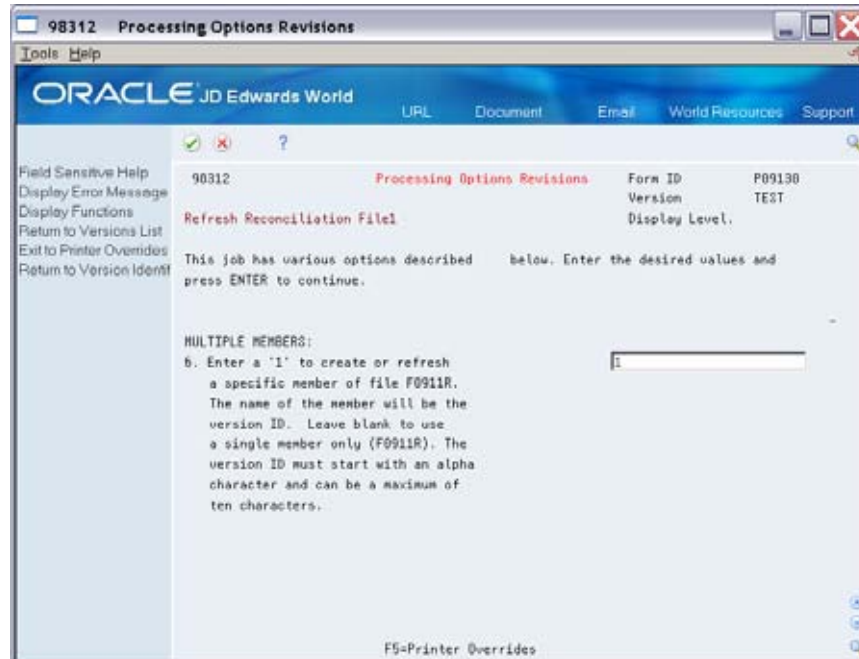 98312 Processing Options Revisions
Tools Help
ORACLE JD Edwards World
URL Document Email World Resources Support
?
Field Sensitive Help
Display Error Message
Display Functions
Return to Versions List
Exit to Printer Overrides
Return to Version Identif
98312 Processing Options Revisions Form ID P09130
Version TEST
Refresh Reconciliation File1 Display Level.
This job has various options described below. Enter the desired values and
press ENTER to continue.
MULTIPLE MEMBERS:
6. Enter a '1' to create or refresh 1
a specific member of file F0911R.
The name of the member will be the
version ID. Leave blank to use
a single member only (F0911R). The
version ID must start with an alpha
character and can be a maximum of
ten characters.
F5=Printer Overrides